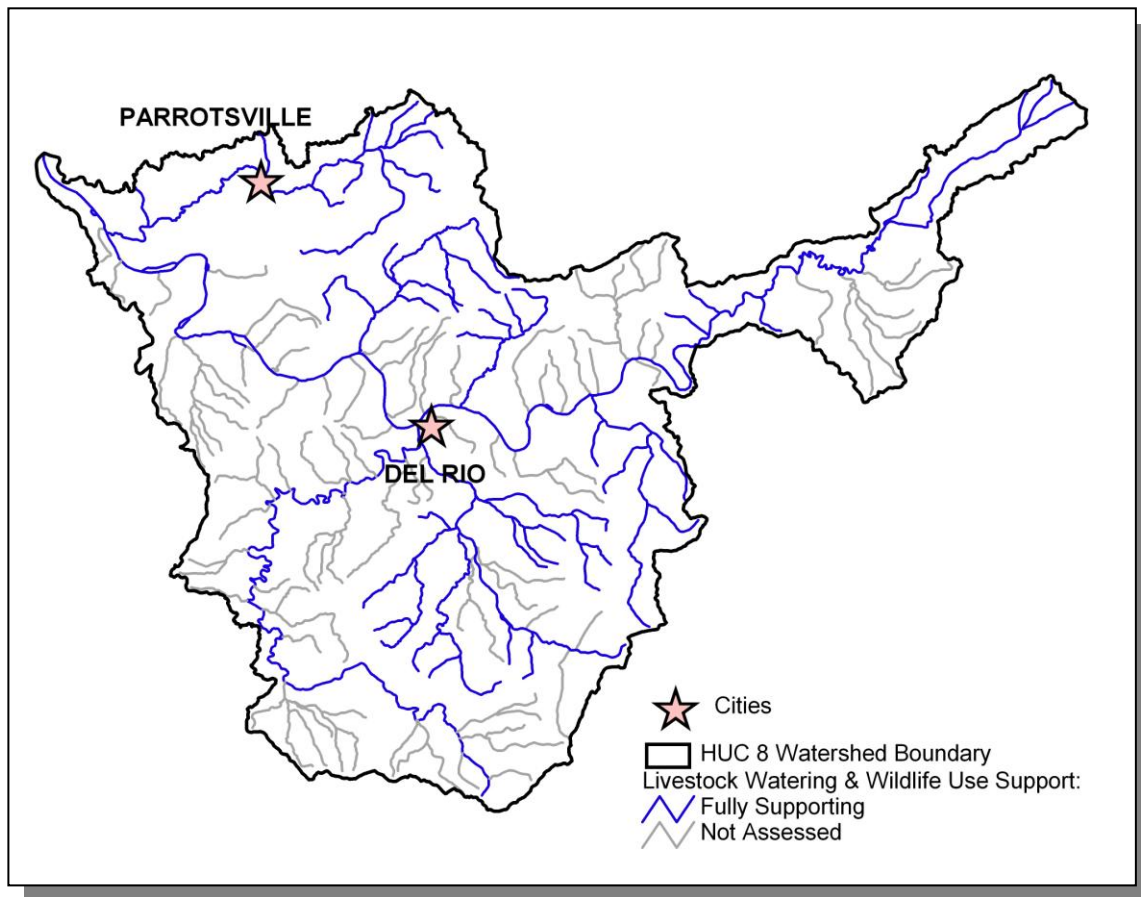 PARROTSVILLE
DEL RIO
Cities
HUC 8 Watershed Boundary
Livestock Watering & Wildlife Use Support:
Fully Supporting
Not Assessed